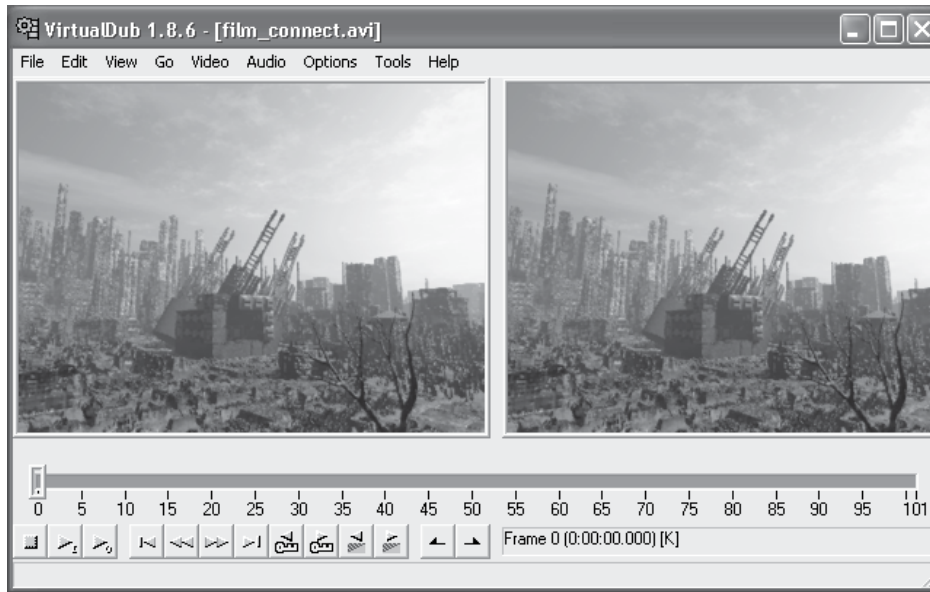 VirtualDub 1.8.6 - [film_connect.avi]
File Edit View Go Video Audio Options Tools Help
0 5 10 15 20 25 30 35 40 45 50 55 60 65 70 75 80 85 90 95 101
Frame 0 (0:00:00.000) [K]